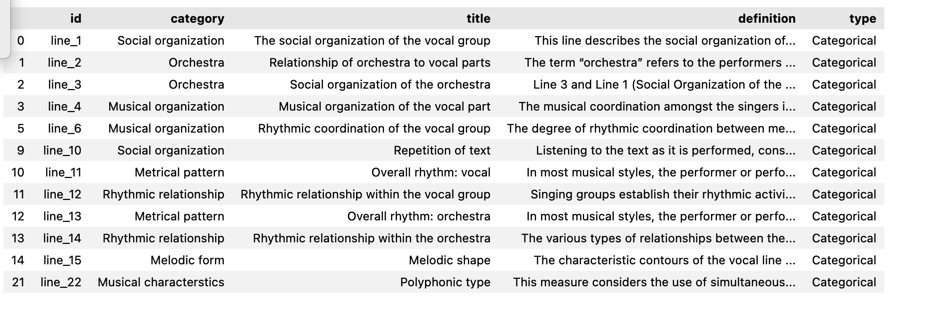 id category title definition type
0 line_1 Social organization The social organization of the vocal group This line describes the social organization of... Categorical
1 line_2 Orchestra Relationship of orchestra to vocal parts The term “orchestra” refers to the performers ... Categorical
2 line_3 Orchestra Social organization of the orchestra Line 3 and Line 1 (Social Organization of the ... Categorical
3 line_4 Musical organization Musical organization of the vocal part The musical coordination amongst the singers i... Categorical
5 line_6 Musical organization Rhythmic coordination of the vocal group The degree of rhythmic coordination between me... Categorical
9 line_10 Social organization Repetition of text Listening to the text as it is performed, cons... Categorical
10 line_11 Metrical pattern Overall rhythm: vocal In most musical styles, the performer or perfo... Categorical
11 line_12 Rhythmic relationship Rhythmic relationship within the vocal group Singing groups establish their rhythmic activi... Categorical
12 line_13 Metrical pattern Overall rhythm: orchestra In most musical styles, the performer or perfo... Categorical
13 line_14 Rhythmic relationship Rhythmic relationship within the orchestra The various types of relationships between the... Categorical
14 line_15 Melodic form Melodic shape The characteristic contours of the vocal line ... Categorical
21 line_22 Musical characterstics Polyphonic type This measure considers the use of simultaneous... Categorical